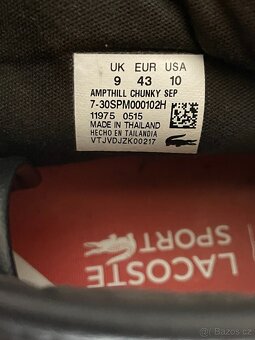 UK EUR USA
9 43 10
AMPTHILL CHUNKY SEP
7-30SPM000102H
11975 0515
MADE IN THAILAND
HECHO EN TAILANDIA
VTJVDJZK00217
LACOSTE
SPORT
Bazoš.cz